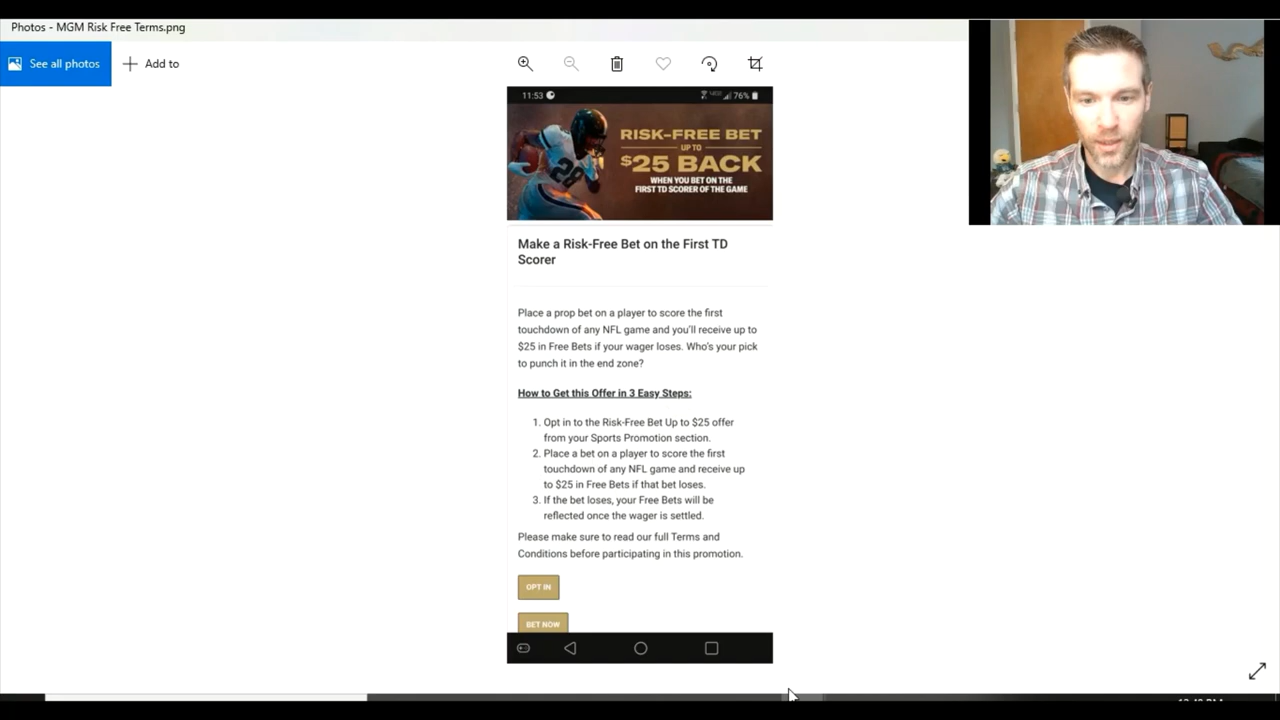 Photos - MGM Risk Free Terms.png
See all photos
Add to
11:53
76%
RISK-FREE BET
UP TO
$25 BACK
WHEN YOU BET ON THE
FIRST TD SCORER OF THE GAME
Make a Risk-Free Bet on the First TD
Scorer
Place a prop bet on a player to score the first
touchdown of any NFL game and you'll receive up to
$25 in Free Bets if your wager loses. Who's your pick
to punch it in the end zone?
How to Get this Offer in 3 Easy Steps:
1. Opt in to the Risk-Free Bet Up to $25 offer
from your Sports Promotion section.
2. Place a bet on a player to score the first
touchdown of any NFL game and receive up
to $25 in Free Bets if that bet loses.
3. If the bet loses, your Free Bets will be
reflected once the wager is settled.
Please make sure to read our full Terms and
Conditions before participating in this promotion.
OPT IN
BET NOW